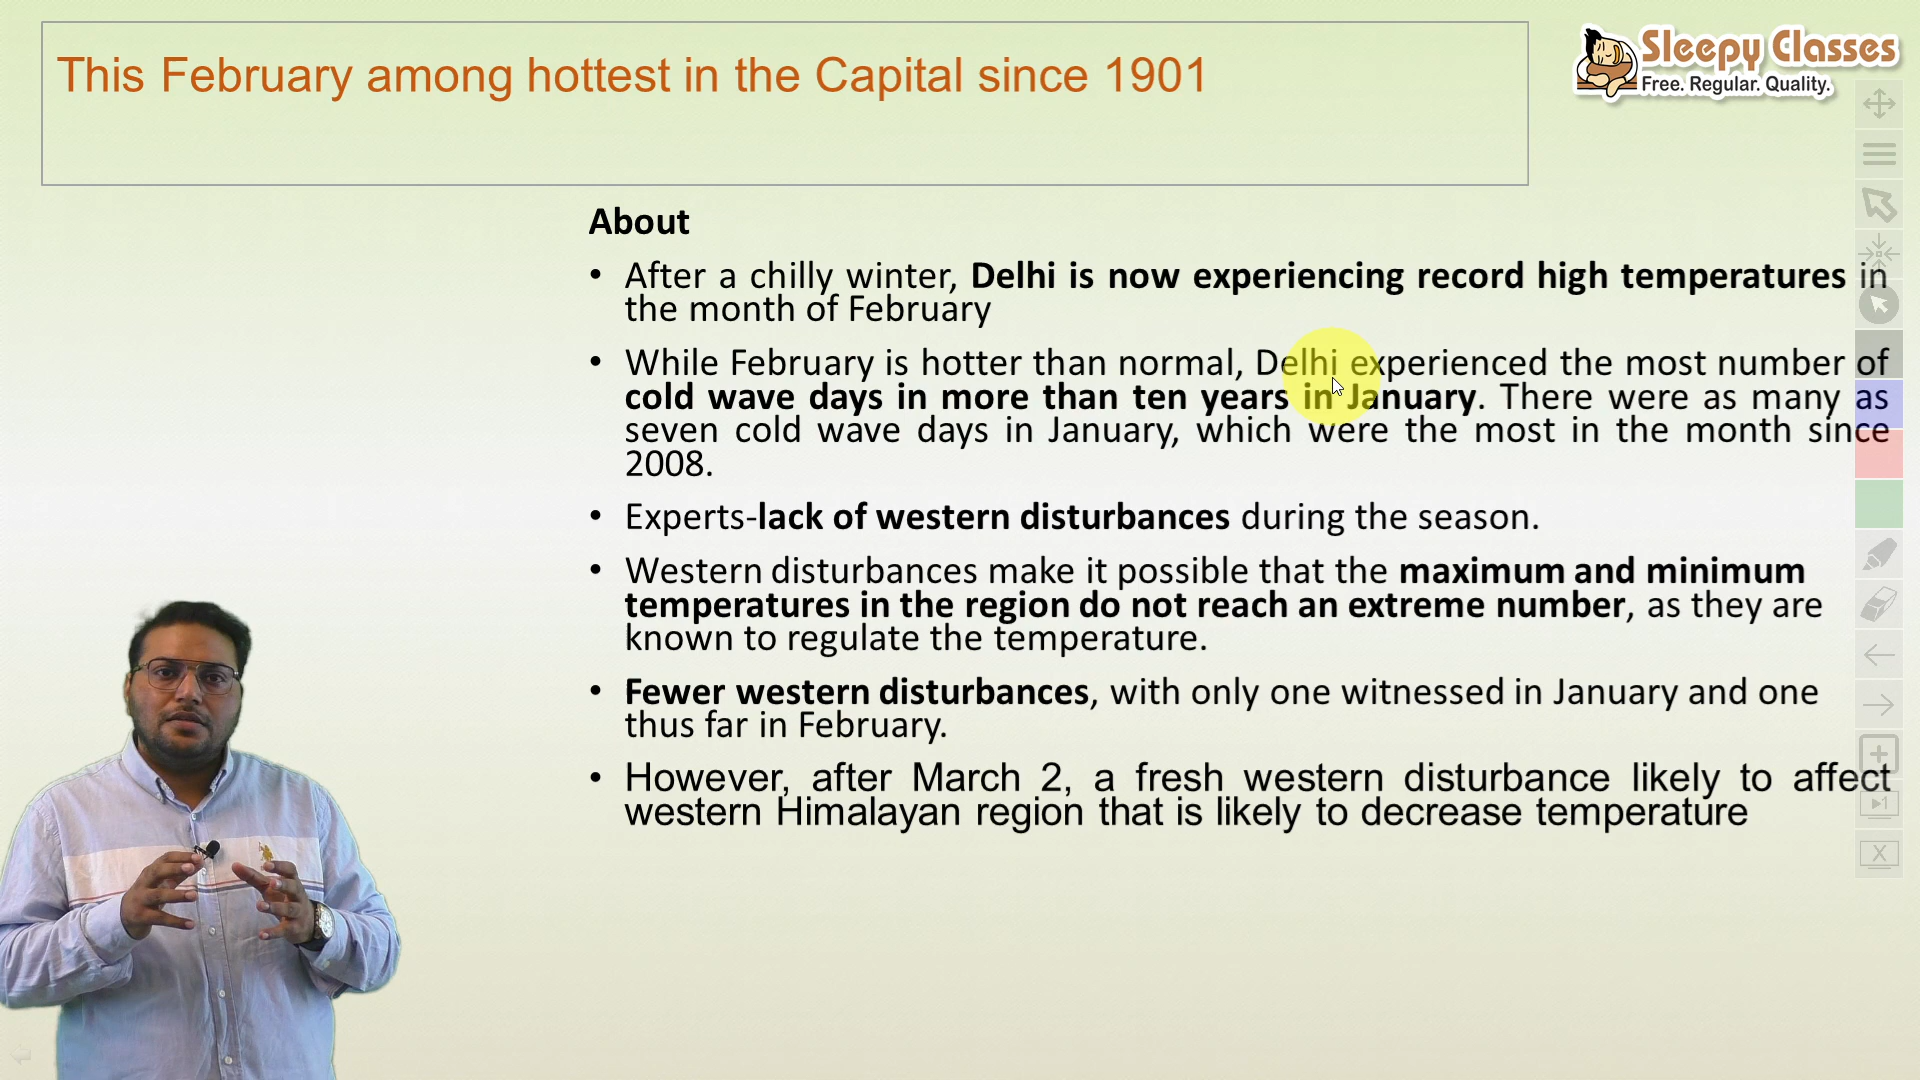 This February among hottest in the Capital since 1901
Sleepy Classes
Free. Regular. Quality.
About
• After a chilly winter, Delhi is now experiencing record high temperatures in
the month of February
• While February is hotter than normal, Delhi experienced the most number of
cold wave days in more than ten years in January. There were as many as
seven cold wave days in January, which were the most in the month since
2008.
• Experts-lack of western disturbances during the season.
• Western disturbances make it possible that the maximum and minimum
temperatures in the region do not reach an extreme number, as they are
known to regulate the temperature.
• Fewer western disturbances, with only one witnessed in January and one
thus far in February.
• However, after March 2, a fresh western disturbance likely to affect
western Himalayan region that is likely to decrease temperature
1
X